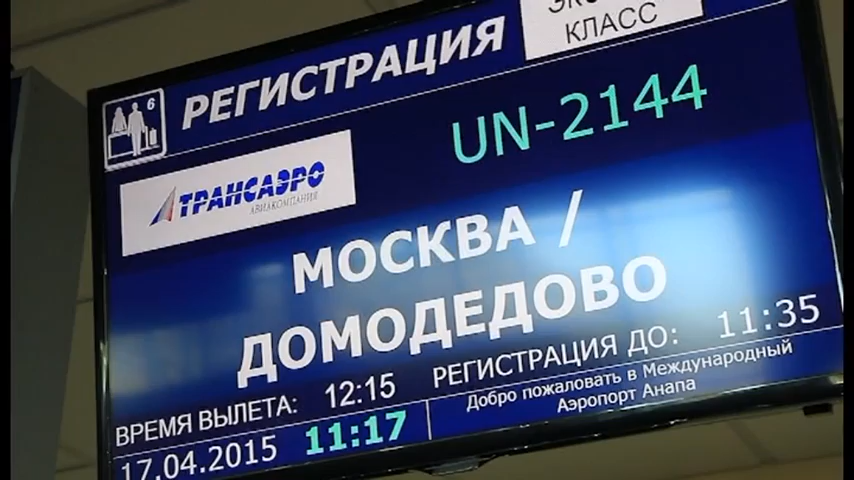 ЭКО
КЛАСС
6
РЕГИСТРАЦИЯ
UN-2144
ТРАНСАЭРО
АВИАКОМПАНИЯ
МОСКВА /
ДОМОДЕДОВО
ВРЕМЯ ВЫЛЕТА: 12:15 РЕГИСТРАЦИЯ ДО: 11:35
17.04.2015 11:17
Добро пожаловать в Международный
Аэропорт Анапа